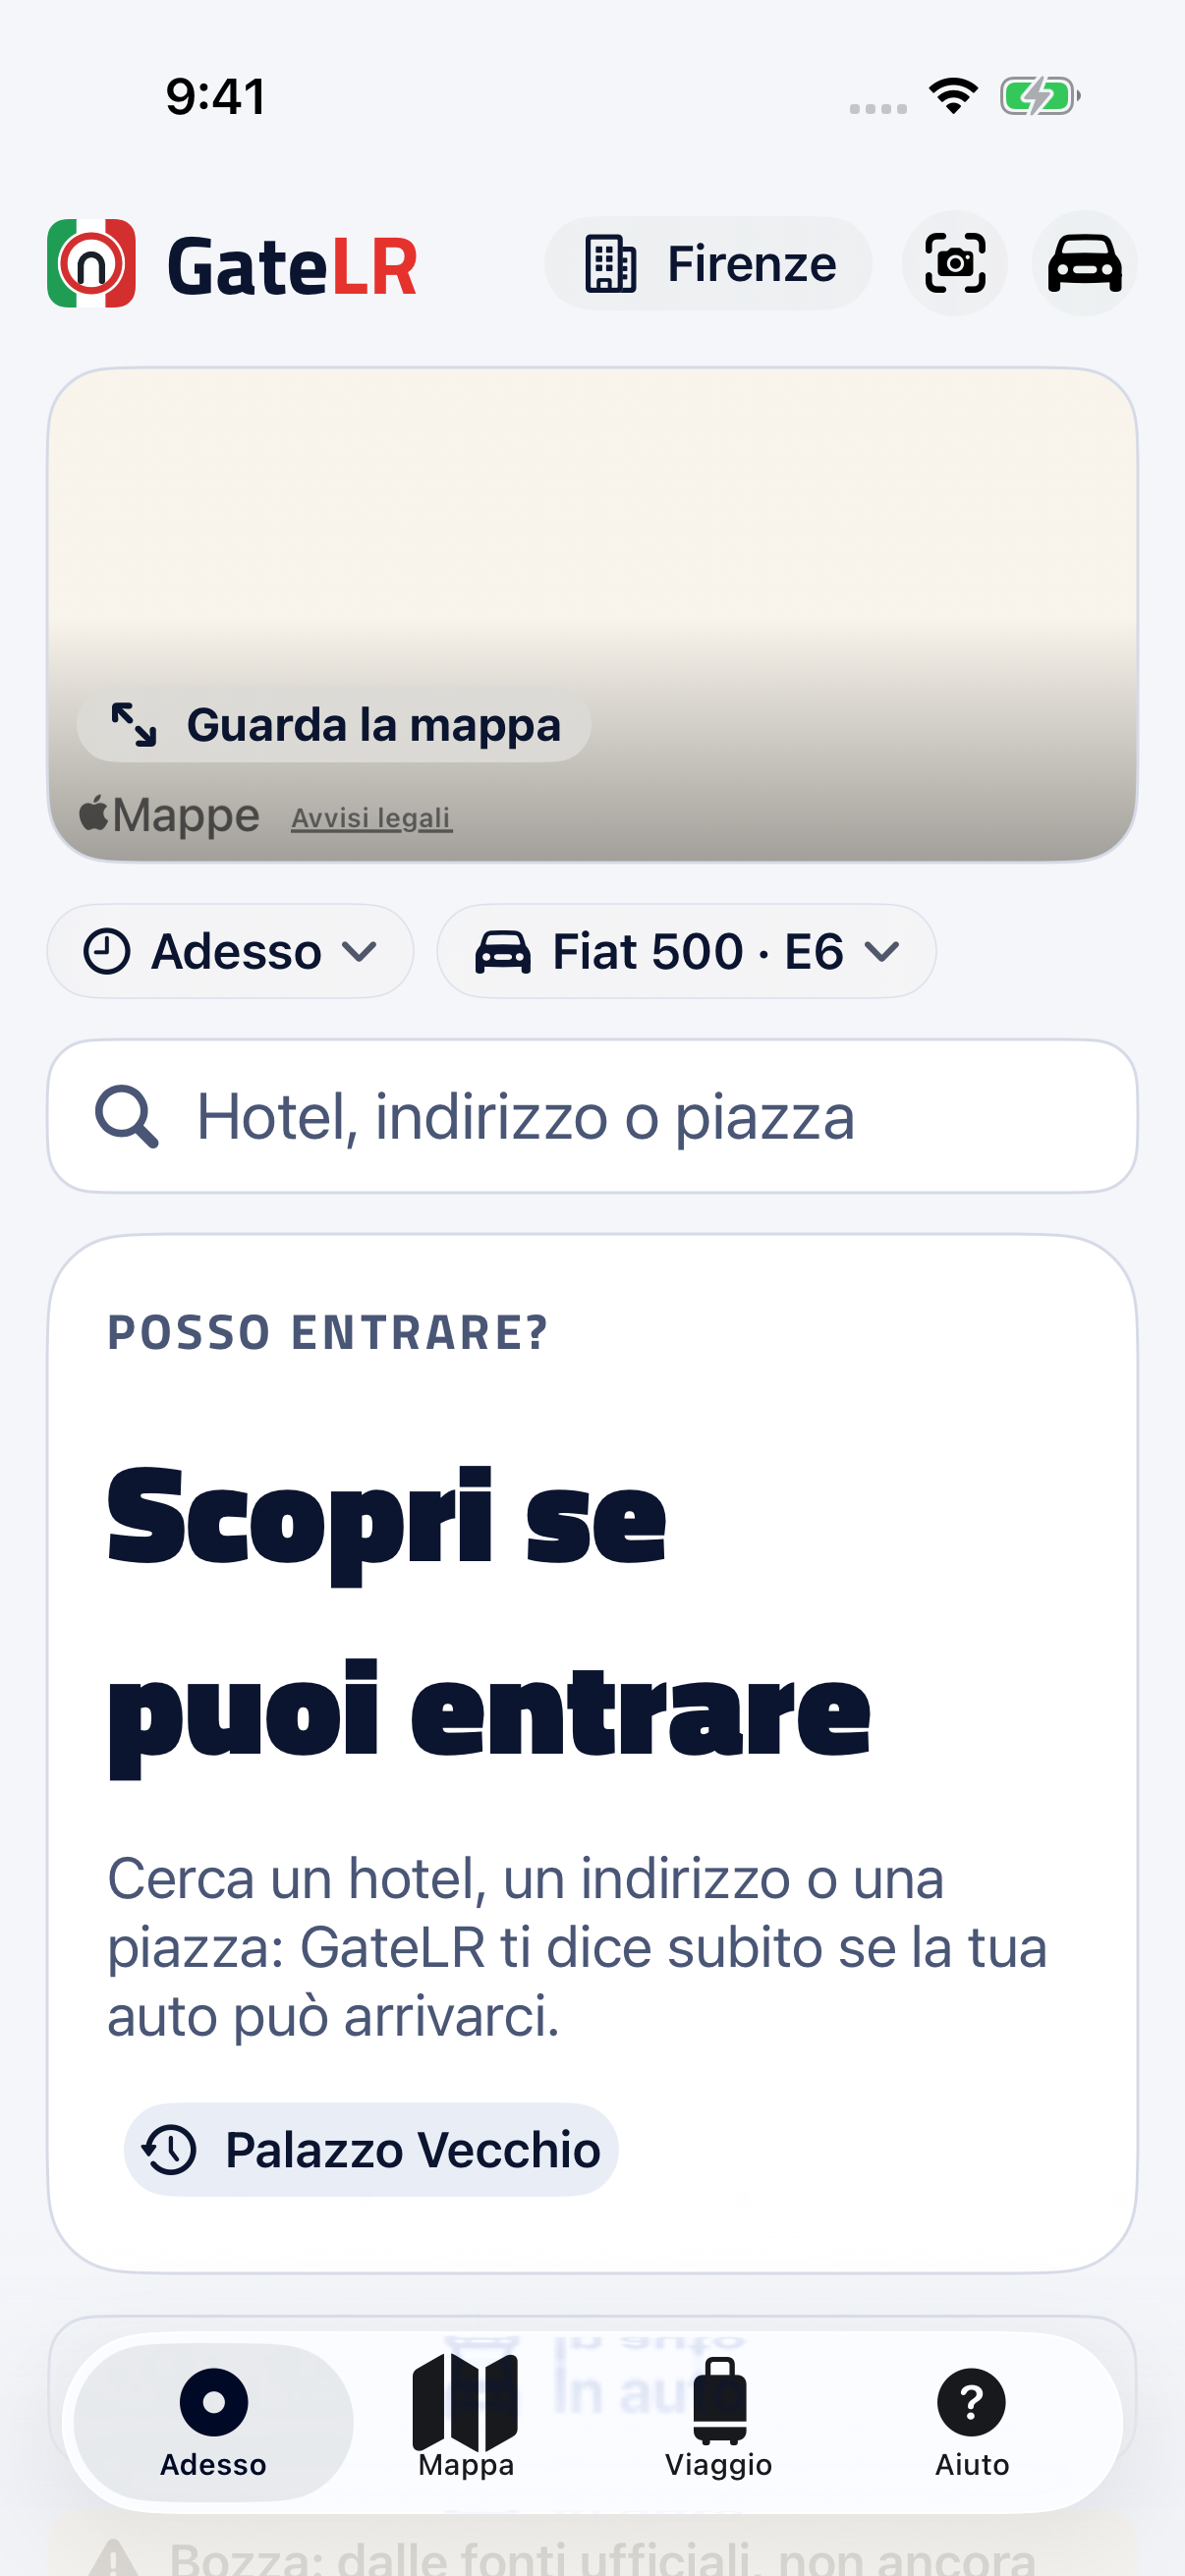 9:41
GateLR
Firenze
Guarda la mappa
Mappe Avvisi legali
Adesso
Fiat 500 · E6
Hotel, indirizzo o piazza
POSSO ENTRARE?
Scopri se
puoi entrare
Cerca un hotel, un indirizzo o una
piazza: GateLR ti dice subito se la tua
auto può arrivarci.
Palazzo Vecchio
In auto
Adesso
Mappa
Viaggio
Aiuto
Bozza: dalle fonti ufficiali, non ancora